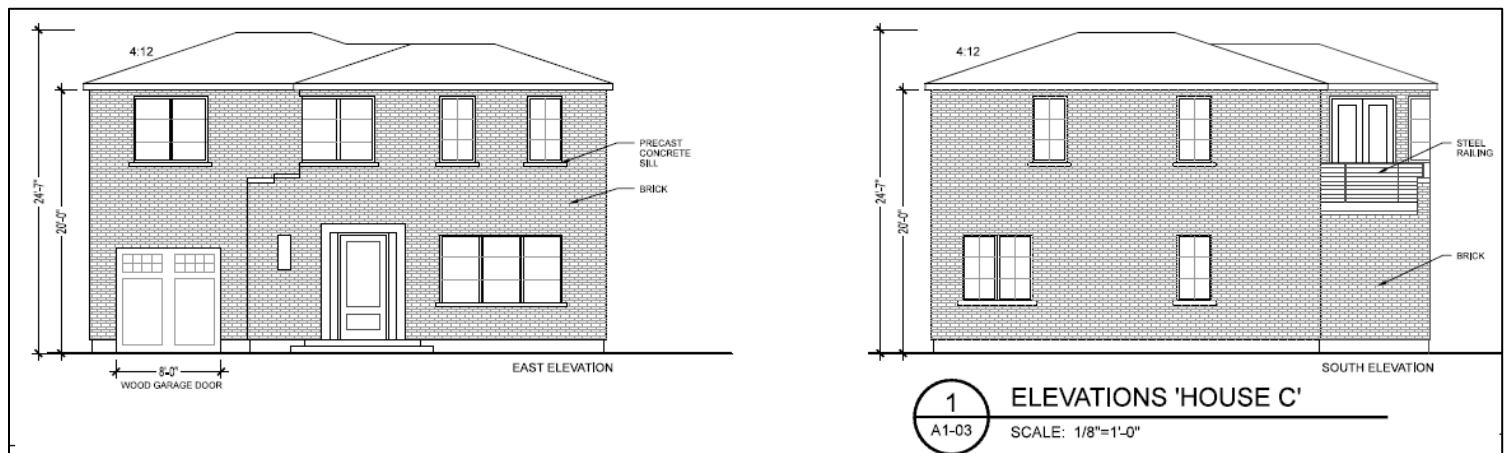 4:12
24'-7"
20'-0"
PRECAST
CONCRETE
SILL
BRICK
8'-0"
WOOD GARAGE DOOR
EAST ELEVATION
4:12
24'-7"
20'-0"
STEEL
RAILING
BRICK
SOUTH ELEVATION
1
A1-03
ELEVATIONS 'HOUSE C'
SCALE: 1/8"=1'-0"